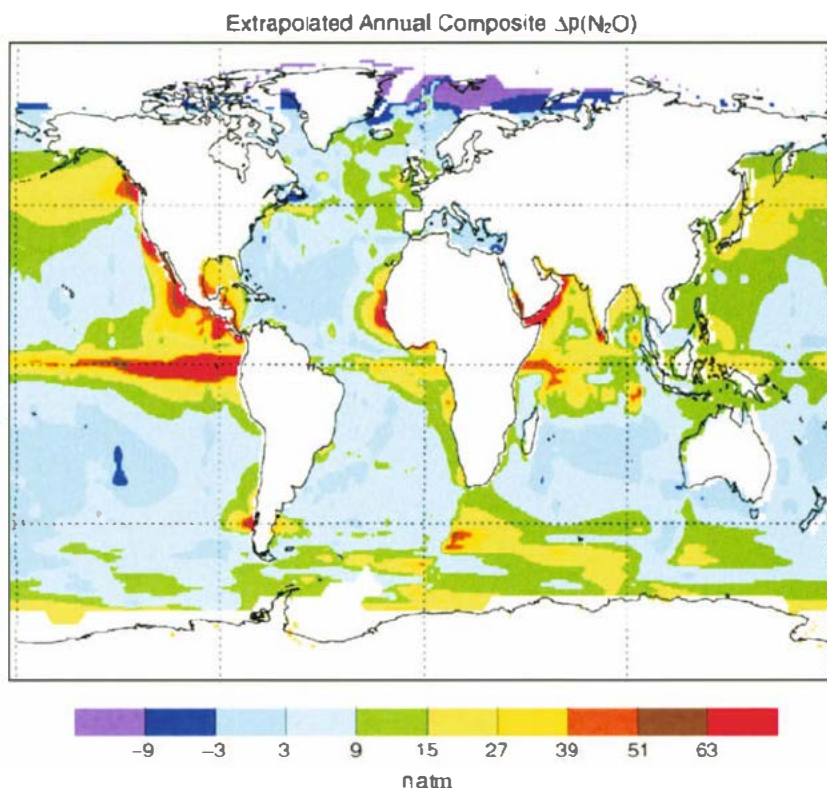 Extrapolated Annual Composite Δp(N₂O)
−9 −3 3 9 15 27 39 51 63
natm